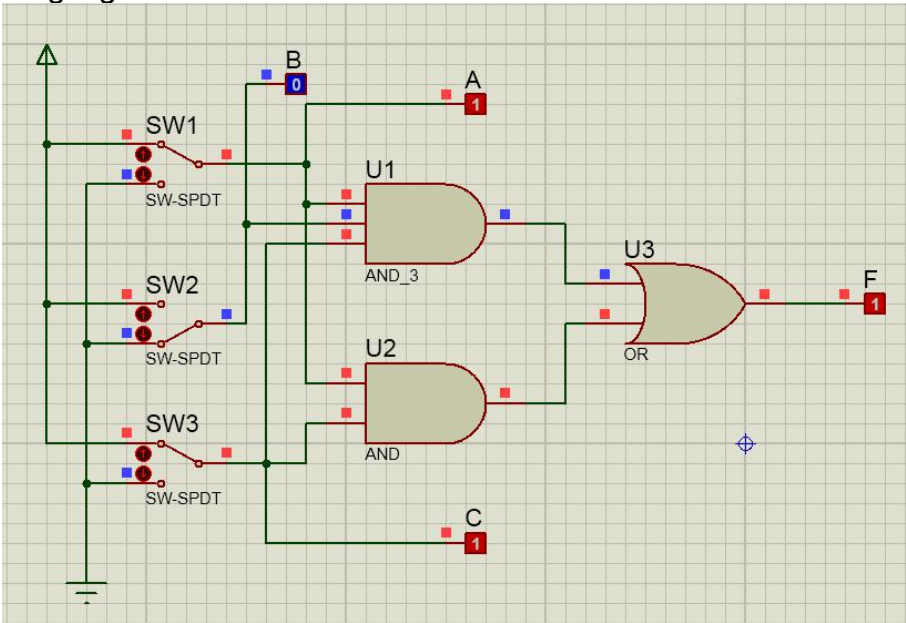 B
0
A
1
SW1
SW-SPDT
U1
AND_3
SW2
SW-SPDT
U2
AND
U3
OR
F
1
SW3
SW-SPDT
C
1